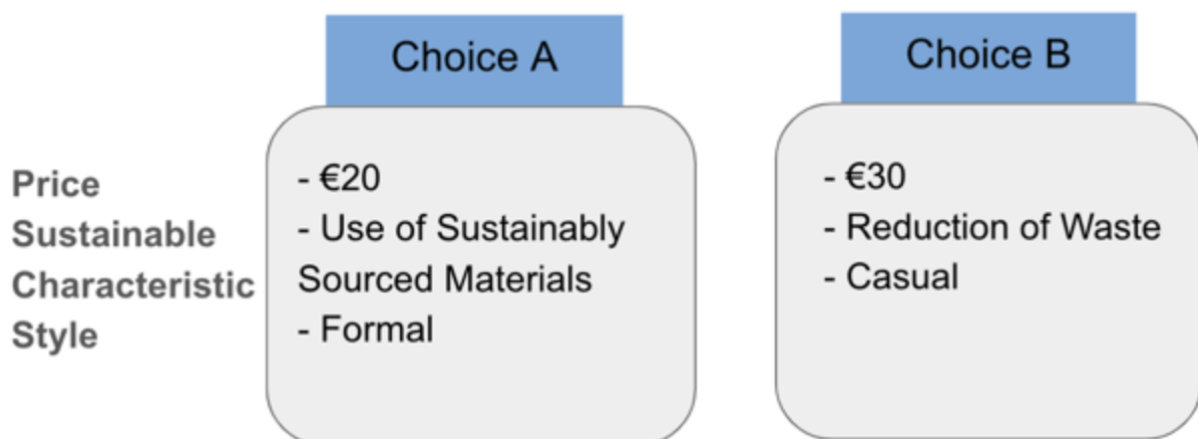 Choice A
Choice B
Price
Sustainable
Characteristic
Style
- €20
- Use of Sustainably
Sourced Materials
- Formal
- €30
- Reduction of Waste
- Casual